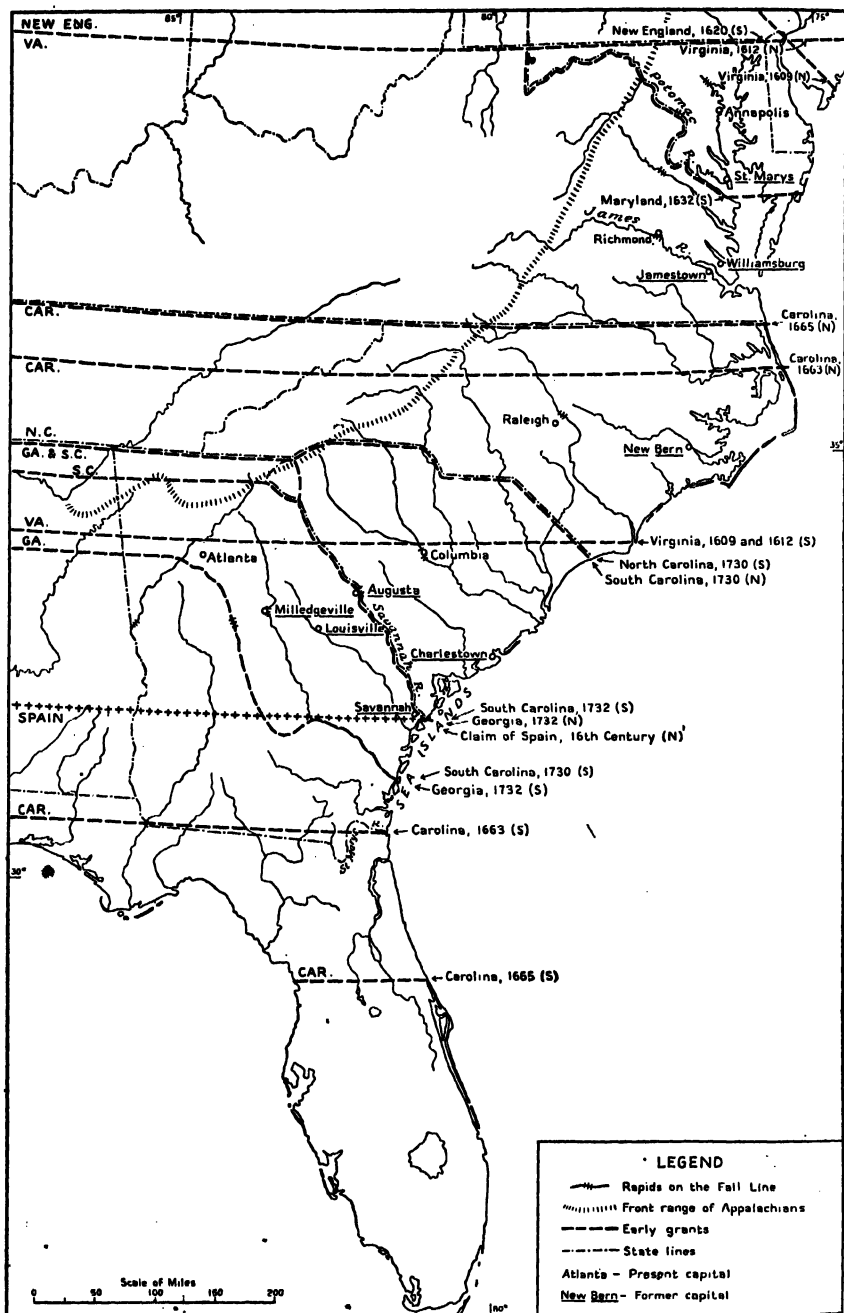 NEW ENG.
85°
80
75°
VA.
New England, 1620 (S)
Virginia, 1612 (N)
Virginia, 1609 (N)
Potomac R.
Annapolis
St. Marys
Maryland, 1632 (S)
James R.
Richmond
Williamsburg
Jamestown
CAR.
Carolina, 1665 (N)
CAR.
Carolina, 1663 (N)
Raleigh
N.C.
New Bern
35°
GA. & S.C.
S.C.
VA.
Virginia, 1609 and 1612 (S)
GA.
Atlanta
Columbia
North Carolina, 1730 (S)
South Carolina, 1730 (N)
Augusta
Milledgeville
Louisville
Savannah R.
Charlestown
Savannah
SPAIN
South Carolina, 1732 (S)
Georgia, 1732 (N)
Claim of Spain, 16th Century (N)
SEA ISLANDS
South Carolina, 1730 (S)
Georgia, 1732 (S)
CAR.
Carolina, 1663 (S)
30°
CAR.
Carolina, 1665 (S)
LEGEND
Rapids on the Fall Line
Front range of Appalachians
Early grants
State lines
Atlanta – Present capital
New Bern – Former capital
Scale of Miles
0 50 100 200
80°